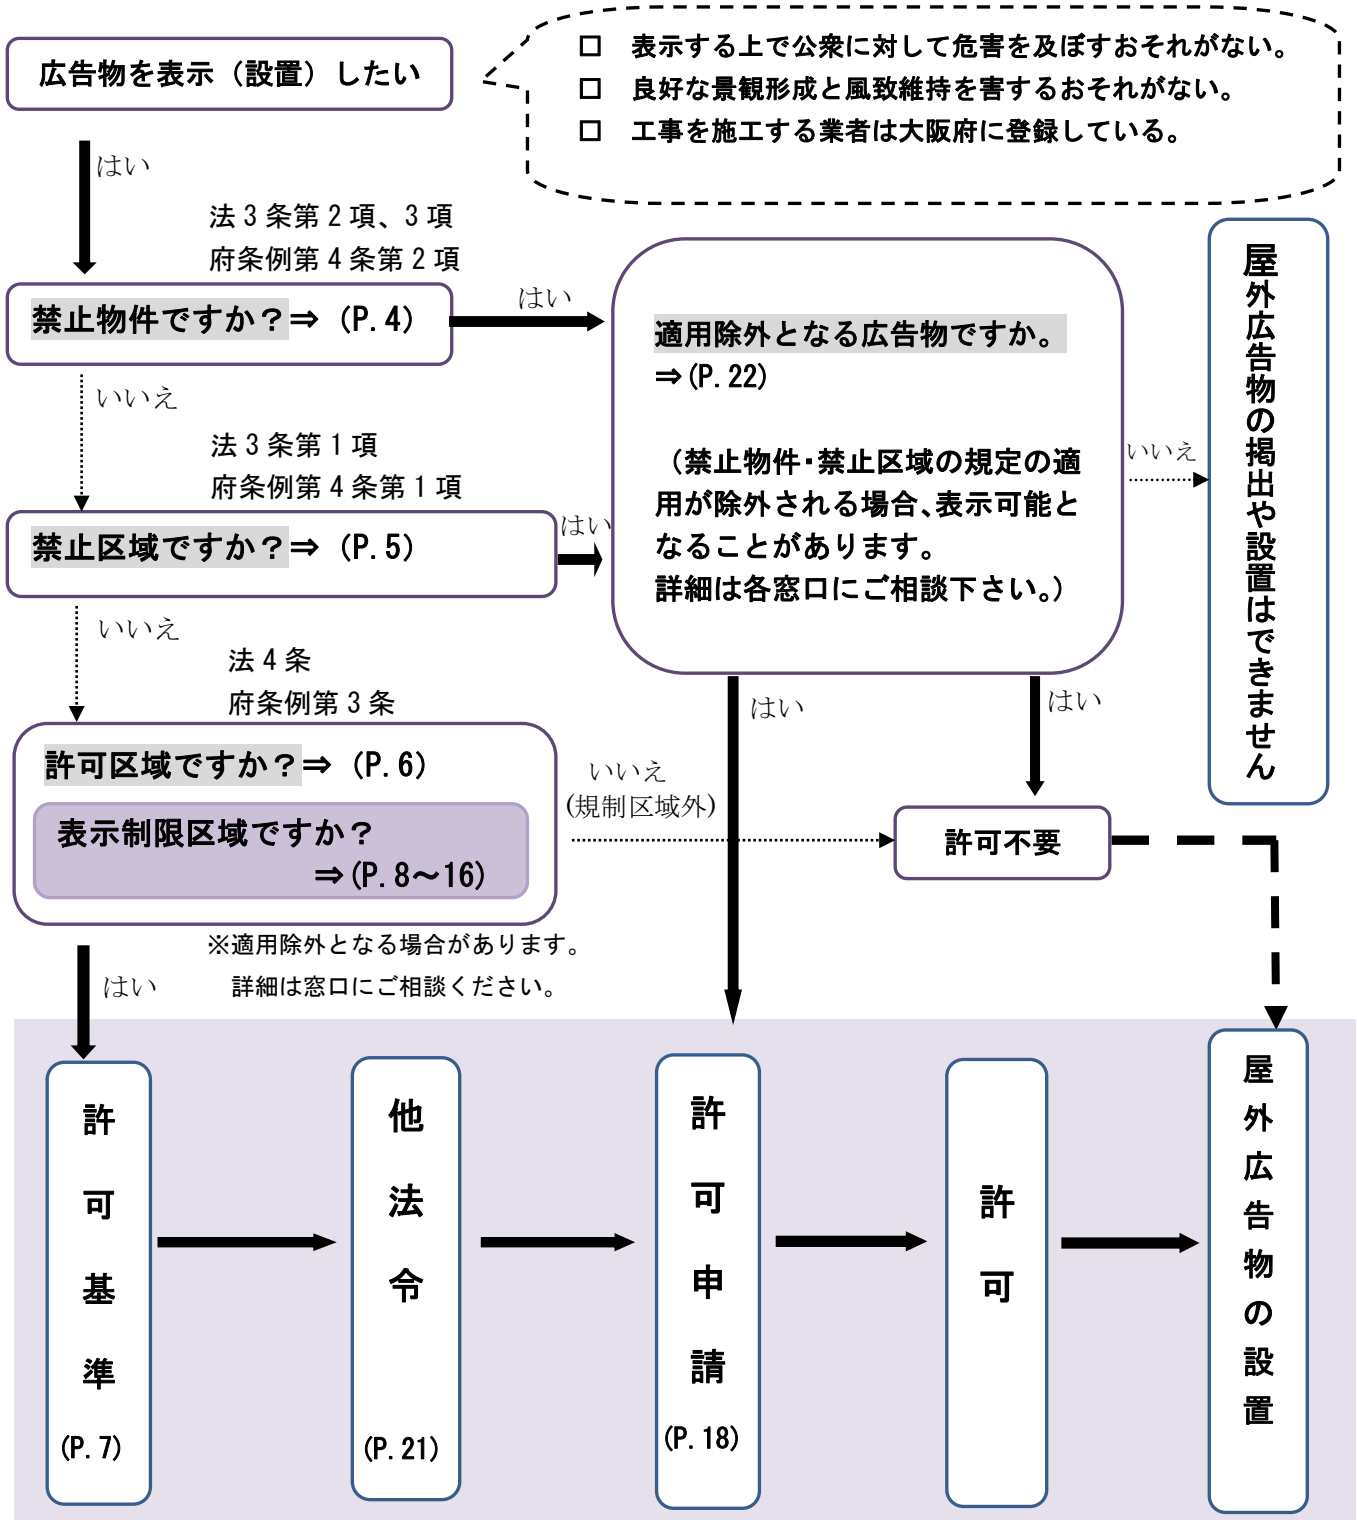 広告物を表示（設置）したい
□　表示する上で公衆に対して危害を及ぼすおそれがない。
□　良好な景観形成と風致維持を害するおそれがない。
□　工事を施工する業者は大阪府に登録している。
はい
法3条第2項、3項
府条例第4条第2項
禁止物件ですか？⇒（P.4）
はい
いいえ
法3条第1項
府条例第4条第1項
禁止区域ですか？⇒（P.5）
はい
いいえ
適用除外となる広告物ですか。
⇒(P.22)
（禁止物件・禁止区域の規定の適
用が除外される場合、表示可能と
なることがあります。
詳細は各窓口にご相談下さい。）
いいえ
屋外広告物の掲出や設置はできません
法4条
府条例第3条
許可区域ですか？⇒（P.6）
表示制限区域ですか？
⇒(P.8～16)
いいえ
(規制区域外)
はい
はい
許可不要
※適用除外となる場合があります。
詳細は窓口にご相談ください。
はい
許可基準
(P.7)
他法令
(P.21)
許可申請
(P.18)
許可
屋外広告物の設置